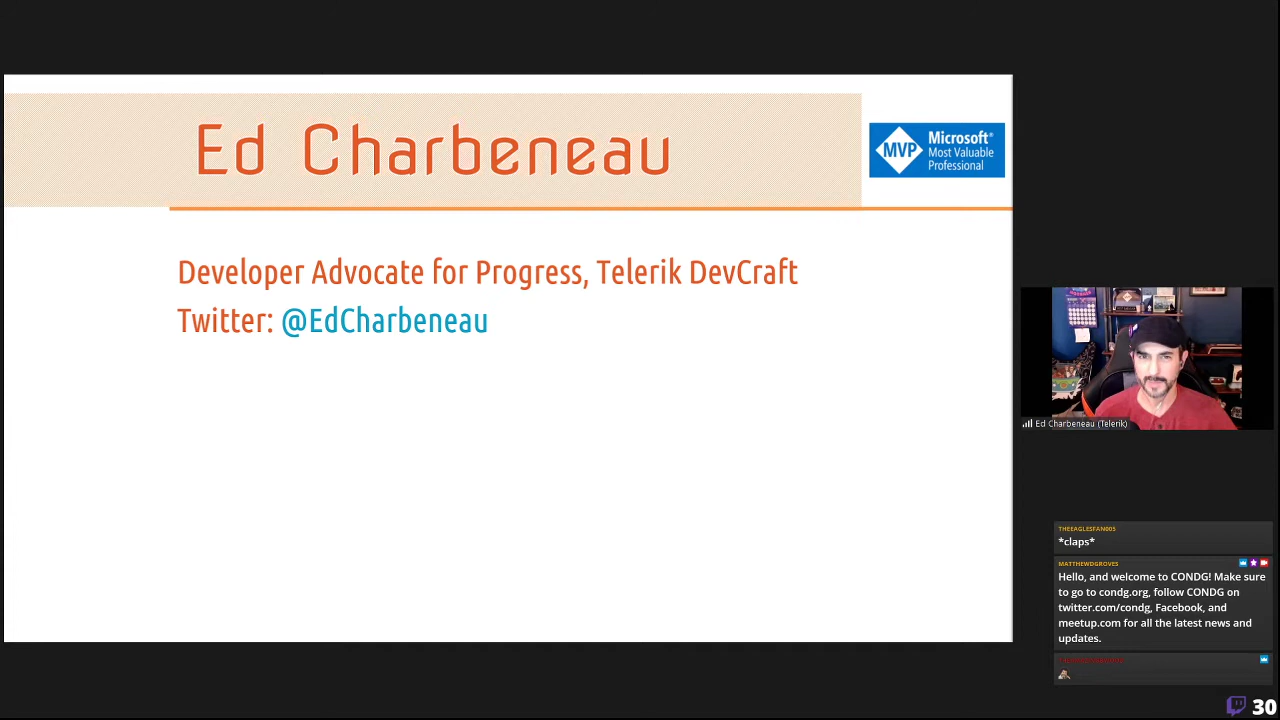 Ed Charbeneau
MVP
Microsoft®
Most Valuable
Professional
Developer Advocate for Progress, Telerik DevCraft
Twitter: @EdCharbeneau
Ed Charbeneau (Telerik)
THEEAGLESFAN005
*claps*
MATTHEWDGROVES
Hello, and welcome to CONDG! Make sure
to go to condg.org, follow CONDG on
twitter.com/condg, Facebook, and
meetup.com for all the latest news and
updates.
30